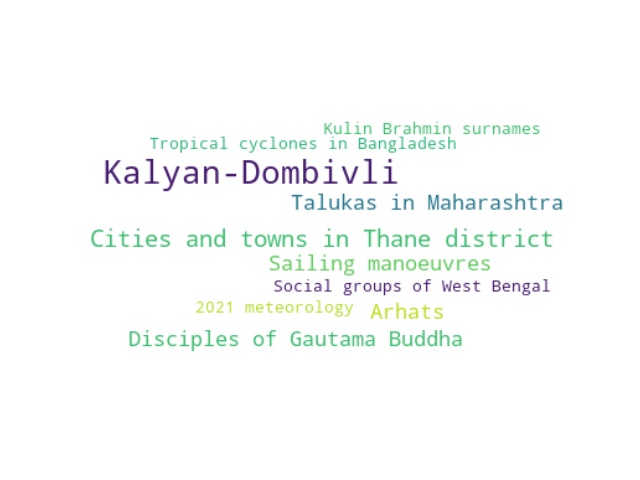 Kulin Brahmin surnames
Tropical cyclones in Bangladesh
Kalyan-Dombivli
Talukas in Maharashtra
Cities and towns in Thane district
Sailing manoeuvres
Social groups of West Bengal
2021 meteorology
Arhats
Disciples of Gautama Buddha